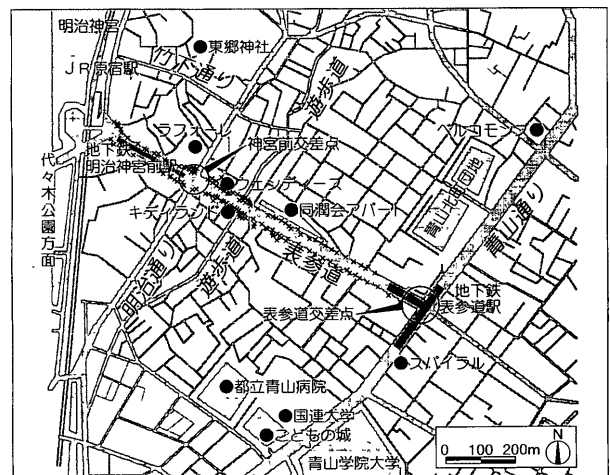 明治神宮
東郷神社
竹下通り
JR原宿駅
遊歩道
ラフォーレ
神宮前交差点
ベルコモンズ
地下鉄
明治神宮前駅
代々木公園方面
ウェンディーズ
青山北町団地
キディランド
同潤会アパート
青山通り
表参道
明治通り
遊歩道
地下鉄
表参道駅
表参道交差点
スパイラル
都立青山病院
国連大学
こどもの城
青山学院大学
0 100 200m
N